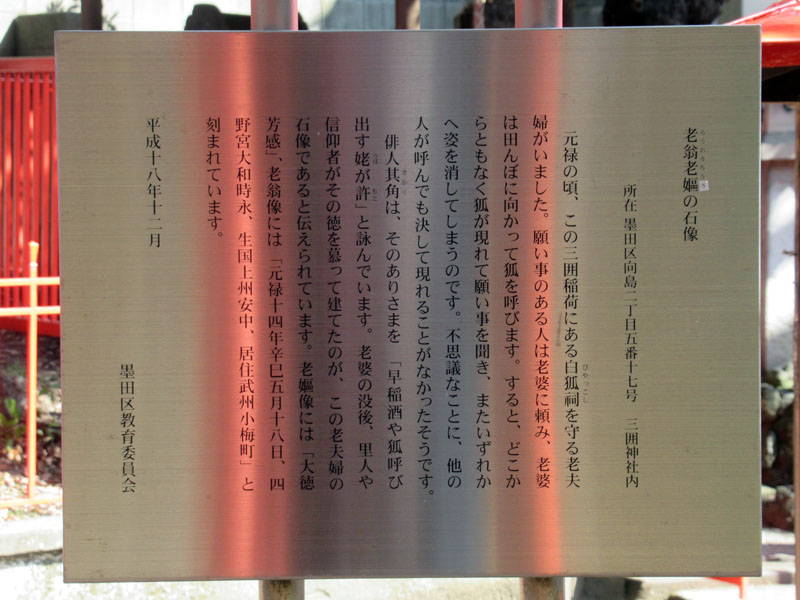 老翁老嫗の石像
所在 墨田区向島二丁目五番十七号 三囲神社内
元禄の頃、この三囲稲荷にある白狐祠を守る老夫
婦がいました。願い事のある人は老婆に頼み、老婆
は田んぼに向かって狐を呼びます。すると、どこか
らともなく狐が現れて願い事を聞き、またいずれか
へ姿を消してしまうのです。不思議なことに、他の
人が呼んでも決して現れることがなかったそうです。
俳人其角は、そのありさまを 「早稲酒や狐呼び
出す姥が許」と詠んでいます。老婆の没後、里人や
信仰者がその徳を慕って建てたのが、この老夫婦の
石像であると伝えられています。老嫗像には「大徳
芳感」、老翁像には「元禄十四年辛巳五月十八日、四
野宮大和時永、生国上州安中、居住武州小梅町」と
刻まれています。
平成十八年十二月
墨田区教育委員会